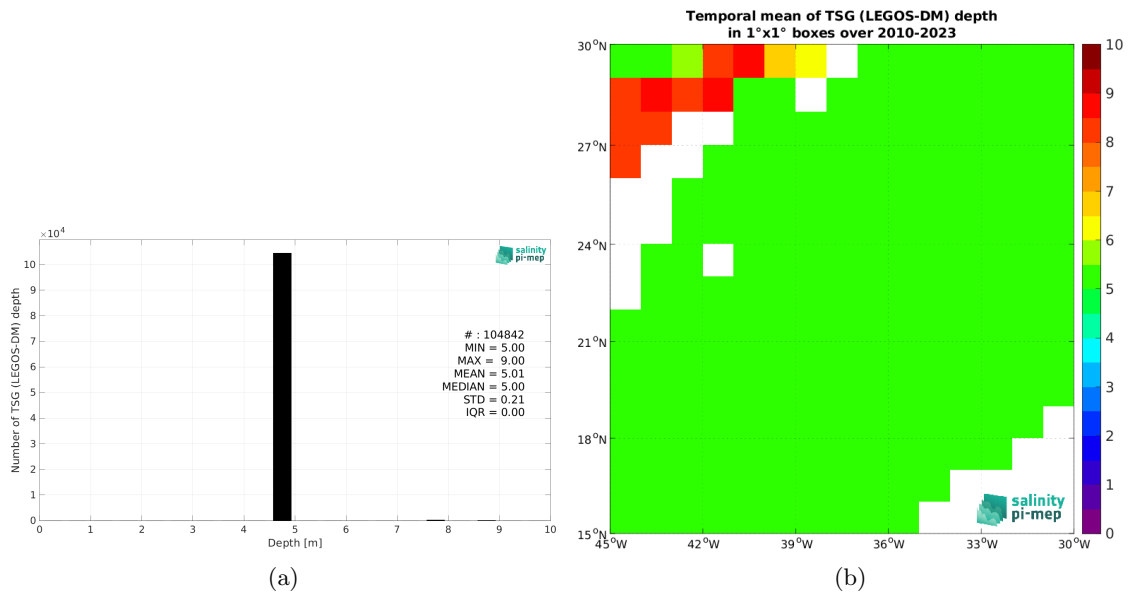 ×10⁴
10
9
8
7
6
5
4
3
2
1
0
Number of TSG (LEGOS-DM) depth
salinity
pi-mep
# : 104842
MIN = 5.00
MAX = 9.00
MEAN = 5.01
MEDIAN = 5.00
STD = 0.21
IQR = 0.00
0 1 2 3 4 5 6 7 8 9 10
Depth [m]
(a)
Temporal mean of TSG (LEGOS-DM) depth
in 1°x1° boxes over 2010-2023
30°N
27°N
24°N
21°N
18°N
15°N
45°W 42°W 39°W 36°W 33°W 30°W
salinity
pi-mep
10
9
8
7
6
5
4
3
2
1
0
(b)